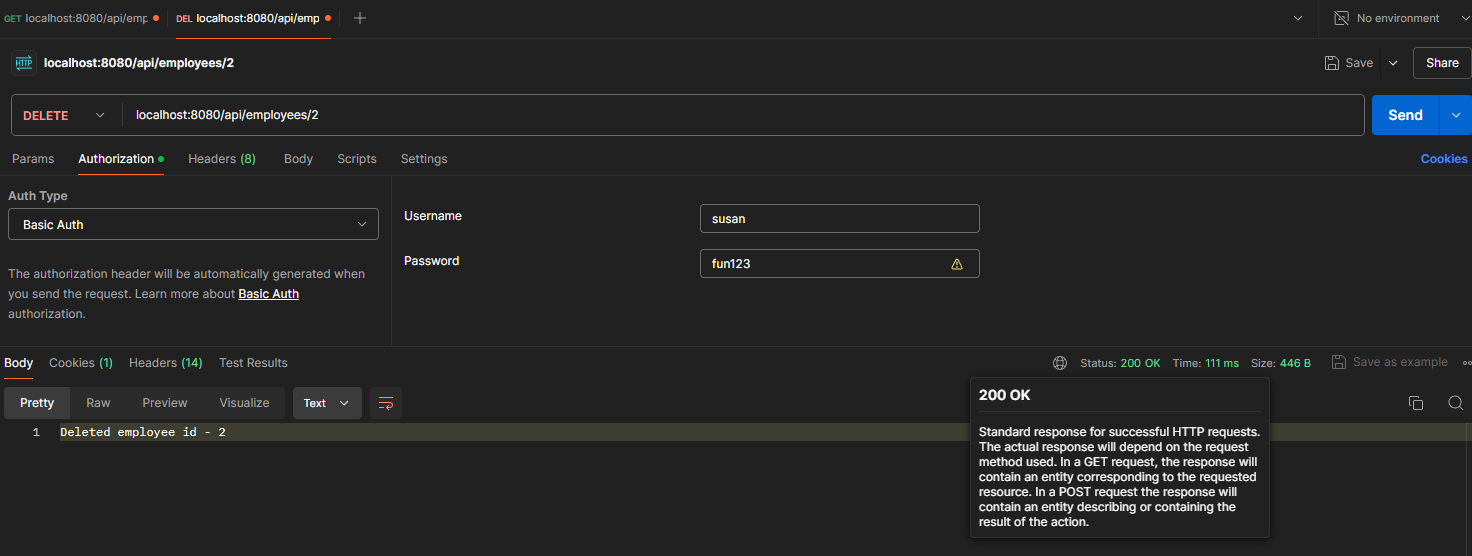 GET localhost:8080/api/emp
DEL localhost:8080/api/emp
No environment
HTTP localhost:8080/api/employees/2
Save
Share
DELETE
localhost:8080/api/employees/2
Send
Params Authorization Headers (8) Body Scripts Settings
Cookies
Auth Type
Basic Auth
The authorization header will be automatically generated when
you send the request. Learn more about Basic Auth
authorization.
Username
susan
Password
fun123
Body Cookies (1) Headers (14) Test Results
Status: 200 OK Time: 111 ms Size: 446 B
Save as example
Pretty Raw Preview Visualize Text
1 Deleted employee id - 2
200 OK
Standard response for successful HTTP requests.
The actual response will depend on the request
method used. In a GET request, the response will
contain an entity corresponding to the requested
resource. In a POST request the response will
contain an entity describing or containing the
result of the action.